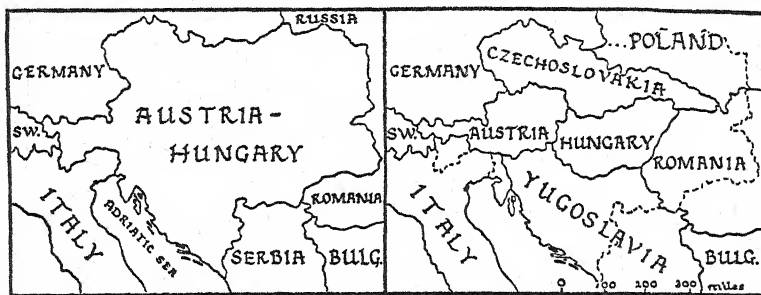 RUSSIA
GERMANY
AUSTRIA-
HUNGARY
SW.
ITALY
ADRIATIC SEA
ROMANIA
SERBIA
BULG.
POLAND
GERMANY
CZECHOSLOVAKIA
SW.
AUSTRIA
HUNGARY
ROMANIA
ITALY
YUGOSLAVIA
BULG.
0 100 200 300 miles